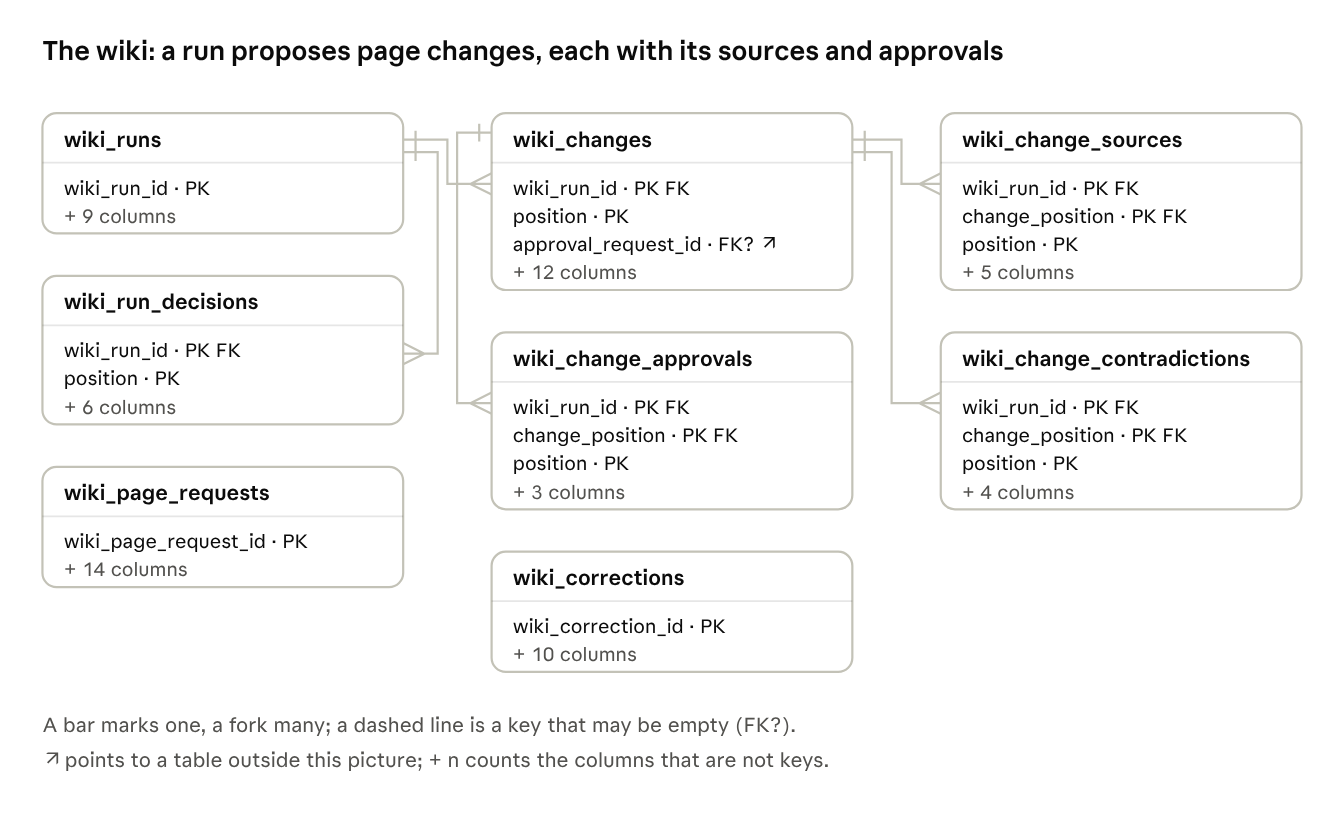 The wiki: a run proposes page changes, each with its sources and approvals
wiki_runs
wiki_run_id · PK
+ 9 columns
wiki_run_decisions
wiki_run_id · PK FK
position · PK
+ 6 columns
wiki_page_requests
wiki_page_request_id · PK
+ 14 columns
wiki_changes
wiki_run_id · PK FK
position · PK
approval_request_id · FK? ↗
+ 12 columns
wiki_change_approvals
wiki_run_id · PK FK
change_position · PK FK
position · PK
+ 3 columns
wiki_corrections
wiki_correction_id · PK
+ 10 columns
wiki_change_sources
wiki_run_id · PK FK
change_position · PK FK
position · PK
+ 5 columns
wiki_change_contradictions
wiki_run_id · PK FK
change_position · PK FK
position · PK
+ 4 columns
A bar marks one, a fork many; a dashed line is a key that may be empty (FK?).
↗ points to a table outside this picture; + n counts the columns that are not keys.